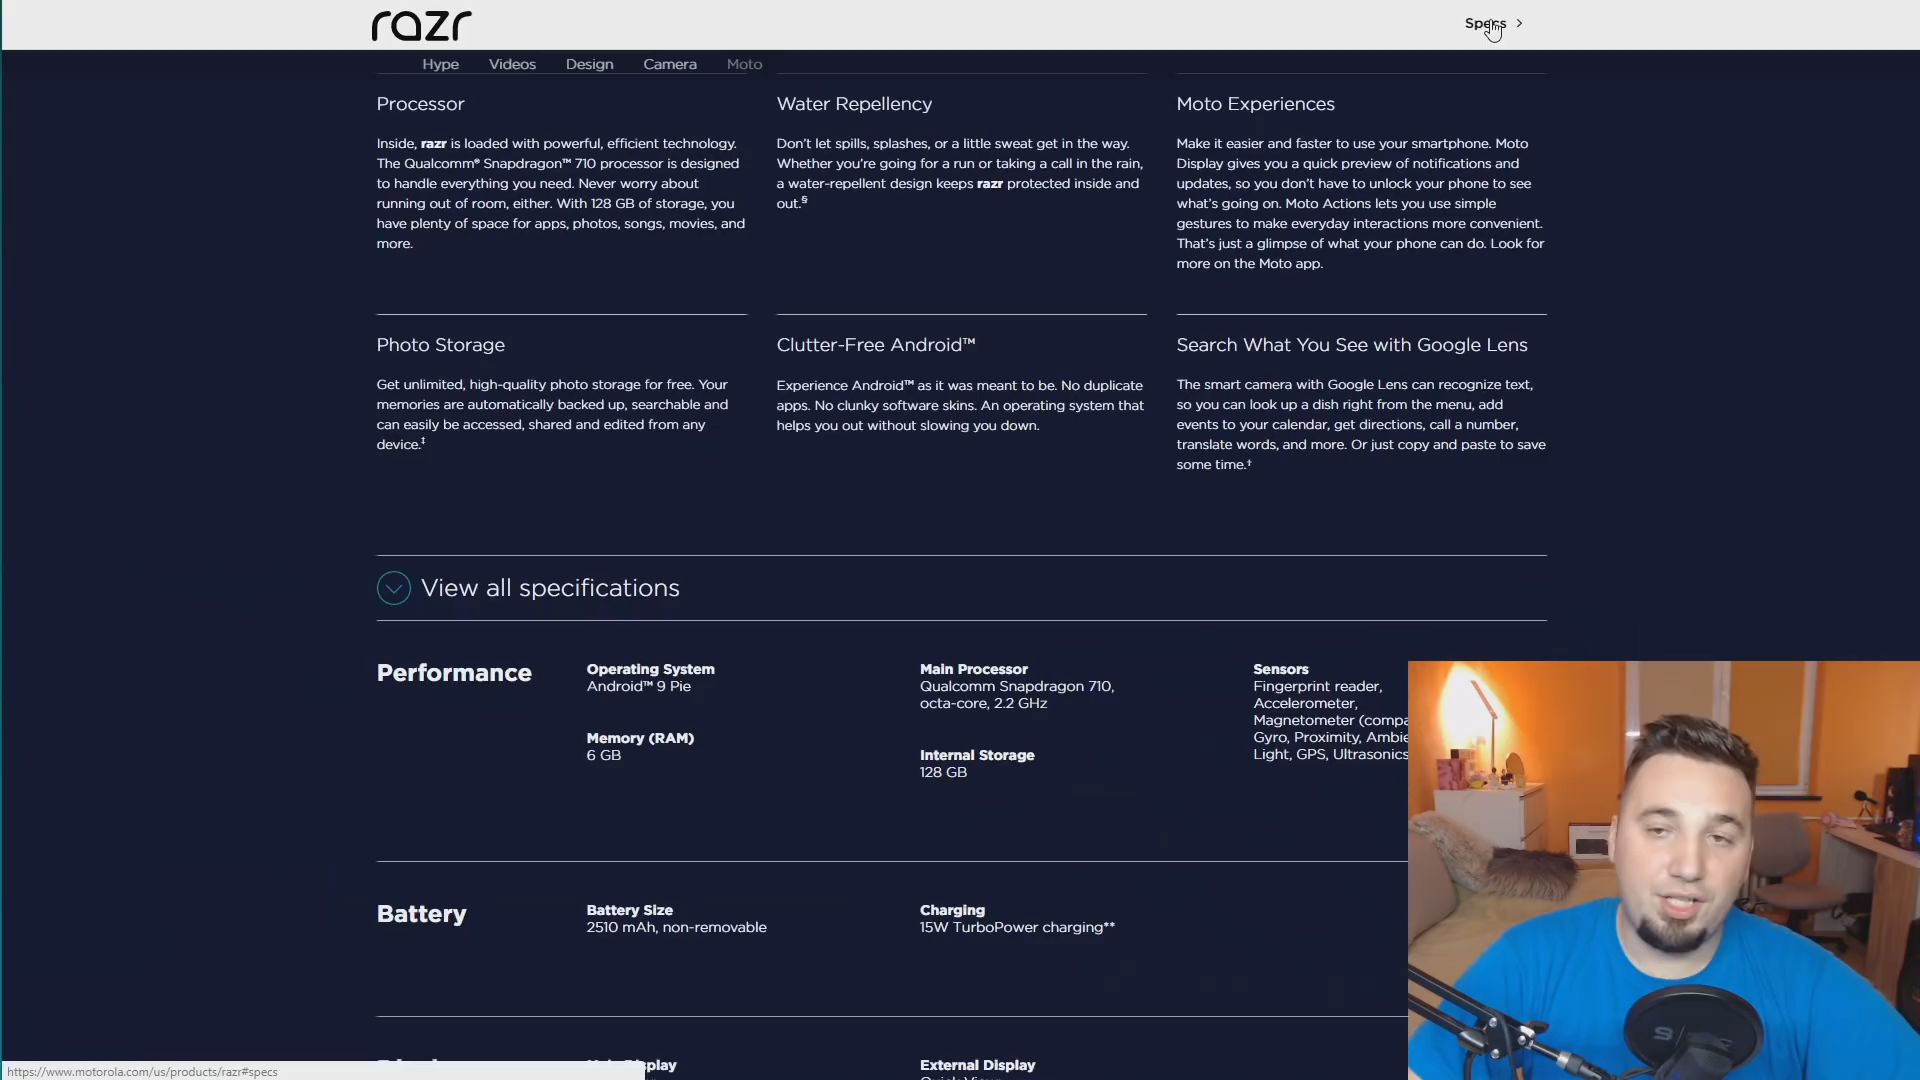 razr
Specs
Hype Videos Design Camera Moto
Processor
Inside, razr is loaded with powerful, efficient technology.
The Qualcomm® Snapdragon™ 710 processor is designed
to handle everything you need. Never worry about
running out of room, either. With 128 GB of storage, you
have plenty of space for apps, photos, songs, movies, and
more.
Water Repellency
Don't let spills, splashes, or a little sweat get in the way.
Whether you're going for a run or taking a call in the rain,
a water-repellent design keeps razr protected inside and
out.§
Moto Experiences
Make it easier and faster to use your smartphone. Moto
Display gives you a quick preview of notifications and
updates, so you don't have to unlock your phone to see
what's going on. Moto Actions lets you use simple
gestures to make everyday interactions more convenient.
That's just a glimpse of what your phone can do. Look for
more on the Moto app.
Photo Storage
Get unlimited, high-quality photo storage for free. Your
memories are automatically backed up, searchable and
can easily be accessed, shared and edited from any
device.‡
Clutter-Free Android™
Experience Android™ as it was meant to be. No duplicate
apps. No clunky software skins. An operating system that
helps you out without slowing you down.
Search What You See with Google Lens
The smart camera with Google Lens can recognize text,
so you can look up a dish right from the menu, add
events to your calendar, get directions, call a number,
translate words, and more. Or just copy and paste to save
some time.†
View all specifications
Performance
Operating System
Android™ 9 Pie
Memory (RAM)
6 GB
Main Processor
Qualcomm Snapdragon 710,
octa-core, 2.2 GHz
Internal Storage
128 GB
Sensors
Fingerprint reader,
Accelerometer,
Magnetometer (compa
Gyro, Proximity, Ambie
Light, GPS, Ultrasonics
Battery
Battery Size
2510 mAh, non-removable
Charging
15W TurboPower charging**
External Display
https://www.motorola.com/us/products/razr#specs